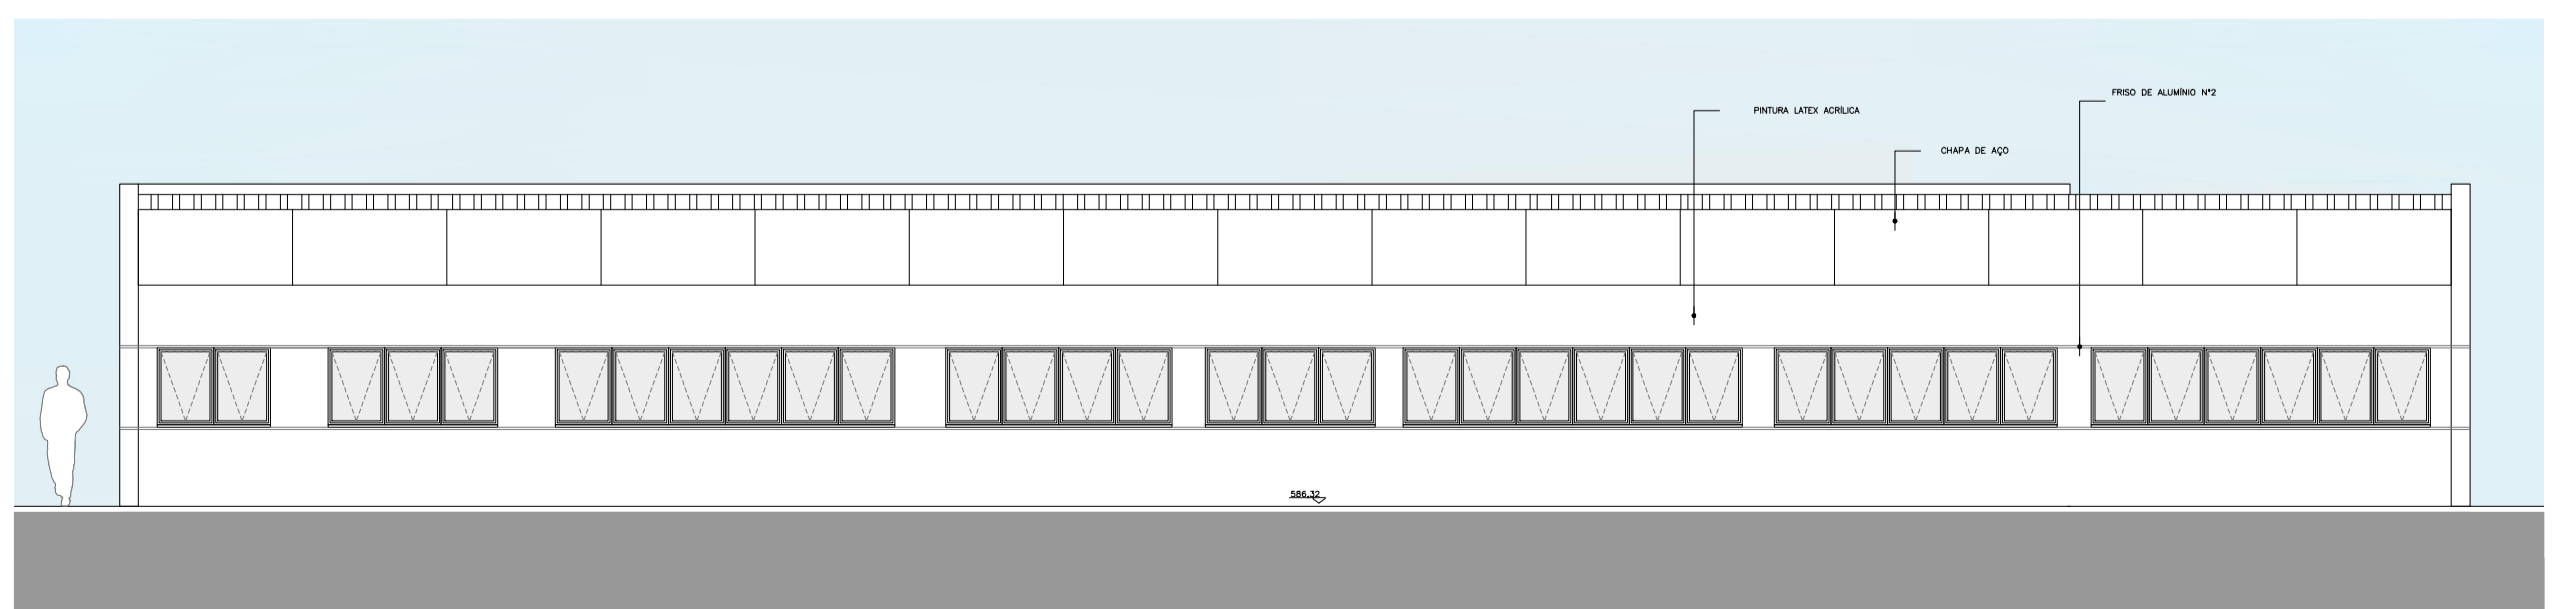 FRISO DE ALUMÍNIO N°2
PINTURA LATEX ACRÍLICA
CHAPA DE AÇO
586.32